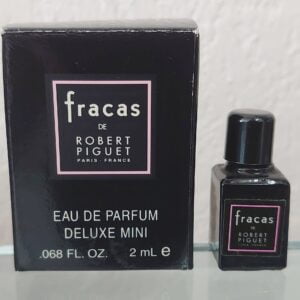 fracas
DE
ROBERT
PIGUET
PARIS · FRANCE
EAU DE PARFUM
DELUXE MINI
.068 FL. OZ. 2 mL e
fracas
DE
ROBERT
PIGUET